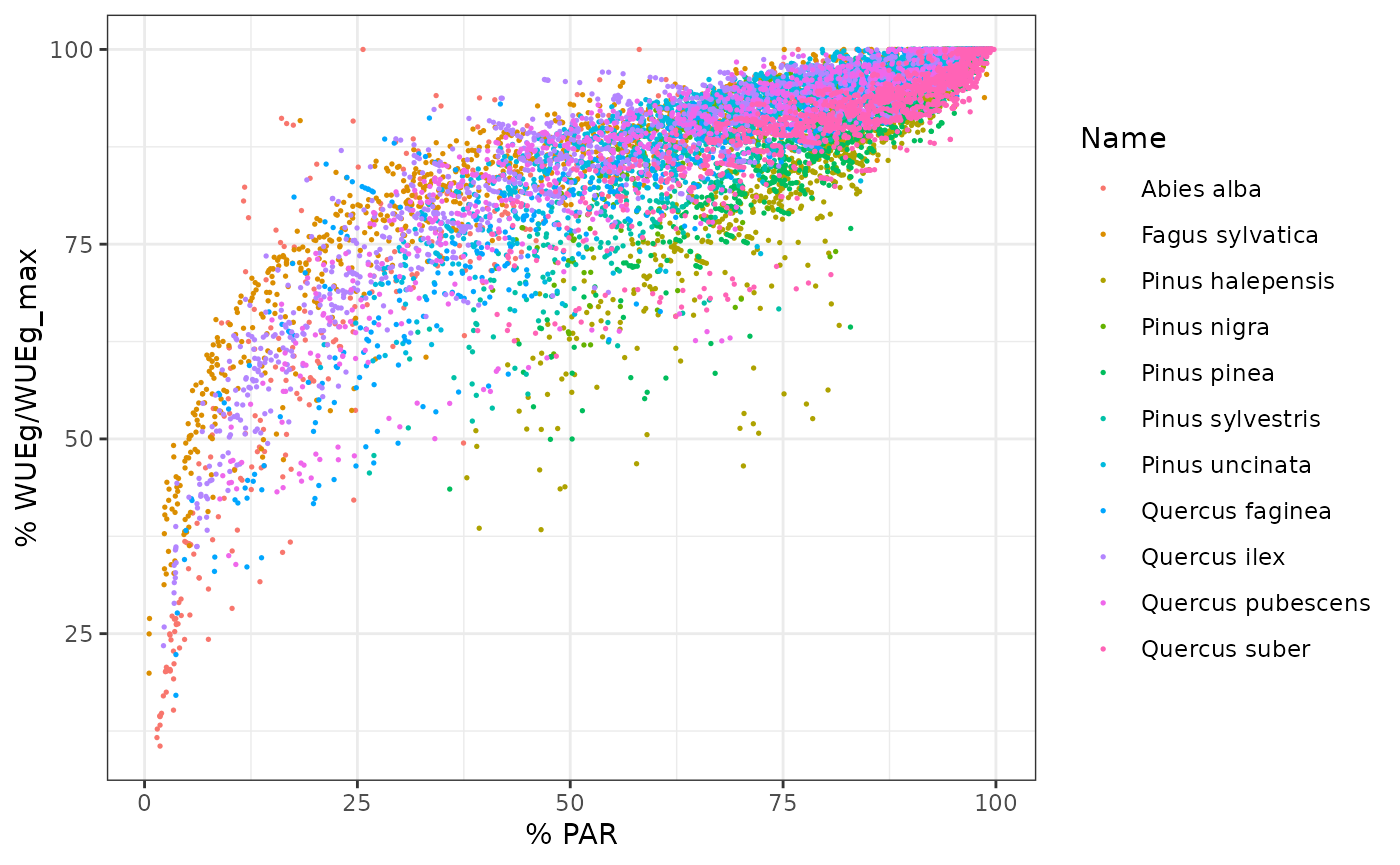 100
75
50
25
% WUEg/WUEg_max
0 25 50 75 100
% PAR
Name
Abies alba
Fagus sylvatica
Pinus halepensis
Pinus nigra
Pinus pinea
Pinus sylvestris
Pinus uncinata
Quercus faginea
Quercus ilex
Quercus pubescens
Quercus suber